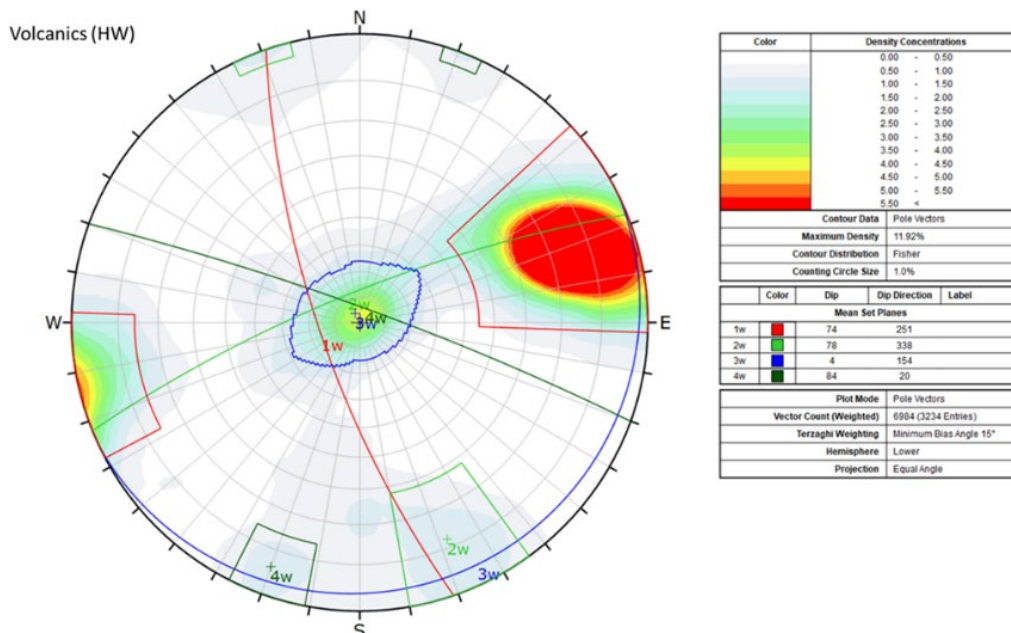 Volcanics (HW)
N
W
E
S
1w
2w
3w
4w
2w
3w
4w
Color Density Concentrations
0.00 - 0.50
0.50 - 1.00
1.00 - 1.50
1.50 - 2.00
2.00 - 2.50
2.50 - 3.00
3.00 - 3.50
3.50 - 4.00
4.00 - 4.50
4.50 - 5.00
5.00 - 5.50
5.50 <
Contour Data Pole Vectors
Maximum Density 11.92%
Contour Distribution Fisher
Counting Circle Size 1.0%
Color Dip Dip Direction Label
Mean Set Planes
1w 74 251
2w 78 338
3w 4 154
4w 84 20
Plot Mode Pole Vectors
Vector Count (Weighted) 6984 (3234 Entries)
Terzaghi Weighting Minimum Bias Angle 15°
Hemisphere Lower
Projection Equal Angle